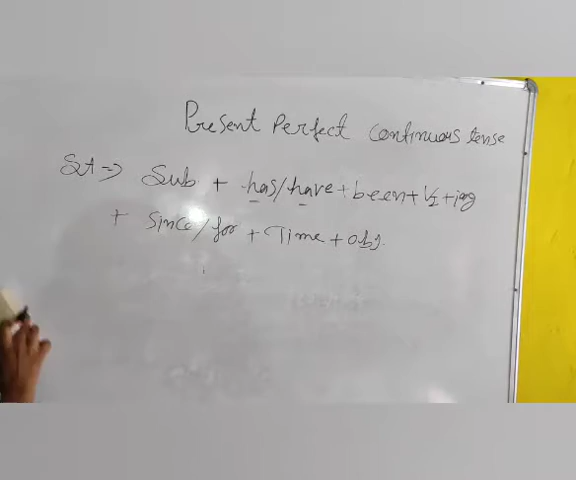 Present Perfect continuous tense
St => Sub + has/have + been + V1 + ing
+ Since/for + Time + obj.